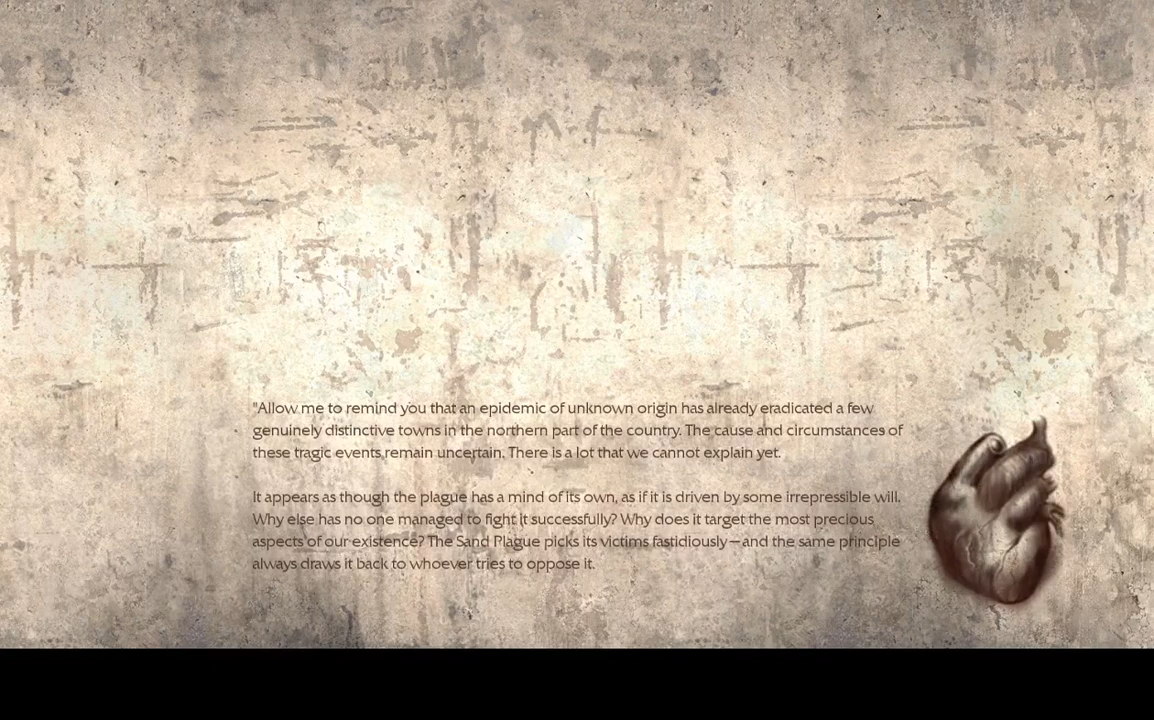 "Allow me to remind you that an epidemic of unknown origin has already eradicated a few
genuinely distinctive towns in the northern part of the country. The cause and circumstances of
these tragic events remain uncertain. There is a lot that we cannot explain yet.
It appears as though the plague has a mind of its own, as if it is driven by some irrepressible will.
Why else has no one managed to fight it successfully? Why does it target the most precious
aspects of our existence? The Sand Plague picks its victims fastidiously—and the same principle
always draws it back to whoever tries to oppose it.